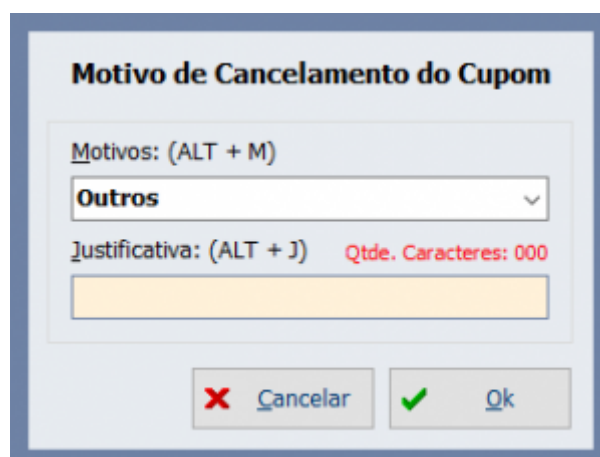 Motivo de Cancelamento do Cupom
Motivos: (ALT + M)
Outros
Justificativa: (ALT + J) Qtde. Caracteres: 000
Cancelar Ok